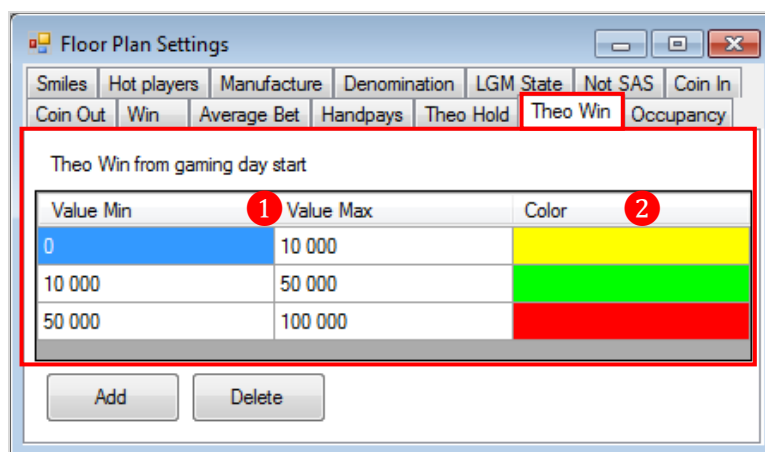 Floor Plan Settings
Smiles Hot players Manufacture Denomination LGM State Not SAS Coin In
Coin Out Win Average Bet Handpays Theo Hold Theo Win Occupancy
Theo Win from gaming day start
Value Min 1 Value Max Color 2
0 10 000
10 000 50 000
50 000 100 000
Add Delete